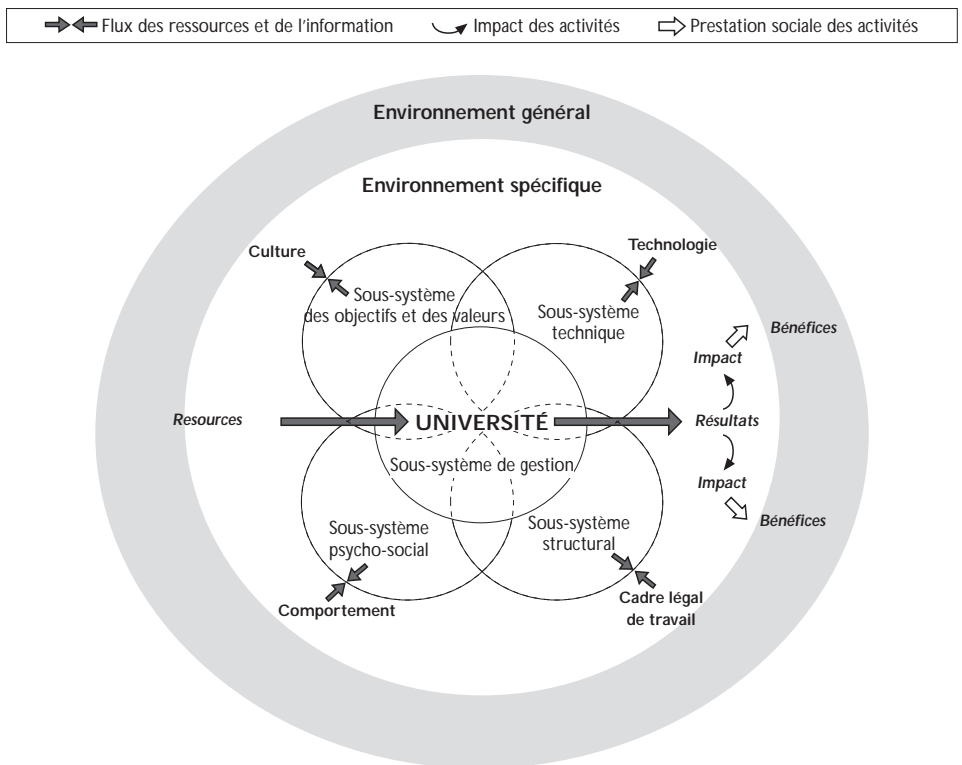 Flux des ressources et de l'information Impact des activités Prestation sociale des activités
Environnement général
Environnement spécifique
Culture
Technologie
Sous-système
des objectifs et des valeurs
Sous-système
technique
Bénéfices
Impact
Resources
UNIVERSITÉ
Résultats
Sous-système de gestion
Impact
Sous-système
psycho-social
Sous-système
structural
Bénéfices
Comportement
Cadre légal
de travail